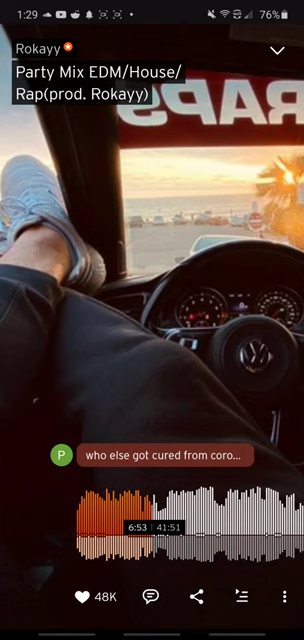 1:29
76%
Rokayy
Party Mix EDM/House/
Rap(prod. Rokayy)
RAPS
P
who else got cured from coro...
6:53 | 41:51
48K